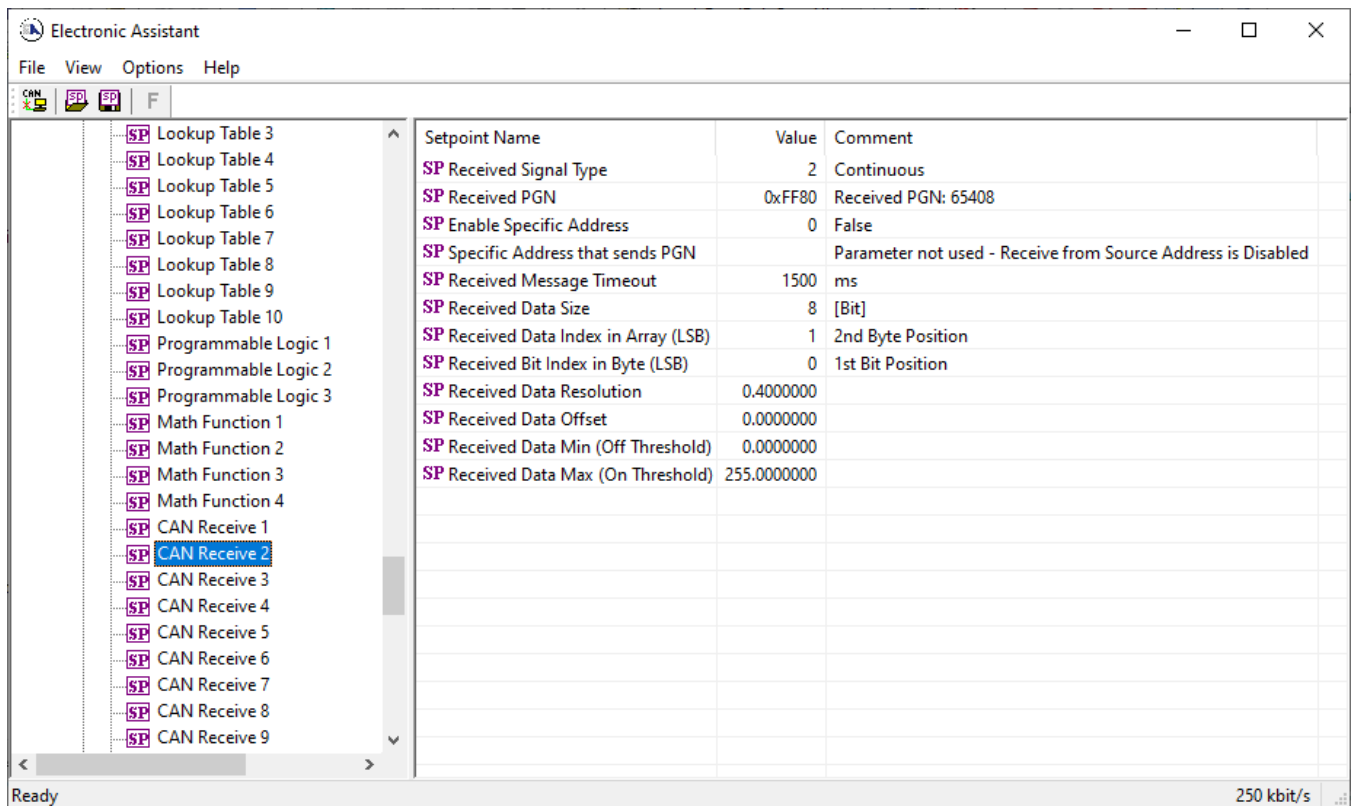 Electronic Assistant
File View Options Help
CAN SP SP F
SP Lookup Table 3
SP Lookup Table 4
SP Lookup Table 5
SP Lookup Table 6
SP Lookup Table 7
SP Lookup Table 8
SP Lookup Table 9
SP Lookup Table 10
SP Programmable Logic 1
SP Programmable Logic 2
SP Programmable Logic 3
SP Math Function 1
SP Math Function 2
SP Math Function 3
SP Math Function 4
SP CAN Receive 1
SP CAN Receive 2
SP CAN Receive 3
SP CAN Receive 4
SP CAN Receive 5
SP CAN Receive 6
SP CAN Receive 7
SP CAN Receive 8
SP CAN Receive 9
Setpoint Name Value Comment
SP Received Signal Type 2 Continuous
SP Received PGN 0xFF80 Received PGN: 65408
SP Enable Specific Address 0 False
SP Specific Address that sends PGN Parameter not used - Receive from Source Address is Disabled
SP Received Message Timeout 1500 ms
SP Received Data Size 8 [Bit]
SP Received Data Index in Array (LSB) 1 2nd Byte Position
SP Received Bit Index in Byte (LSB) 0 1st Bit Position
SP Received Data Resolution 0.4000000
SP Received Data Offset 0.0000000
SP Received Data Min (Off Threshold) 0.0000000
SP Received Data Max (On Threshold) 255.0000000
Ready 250 kbit/s